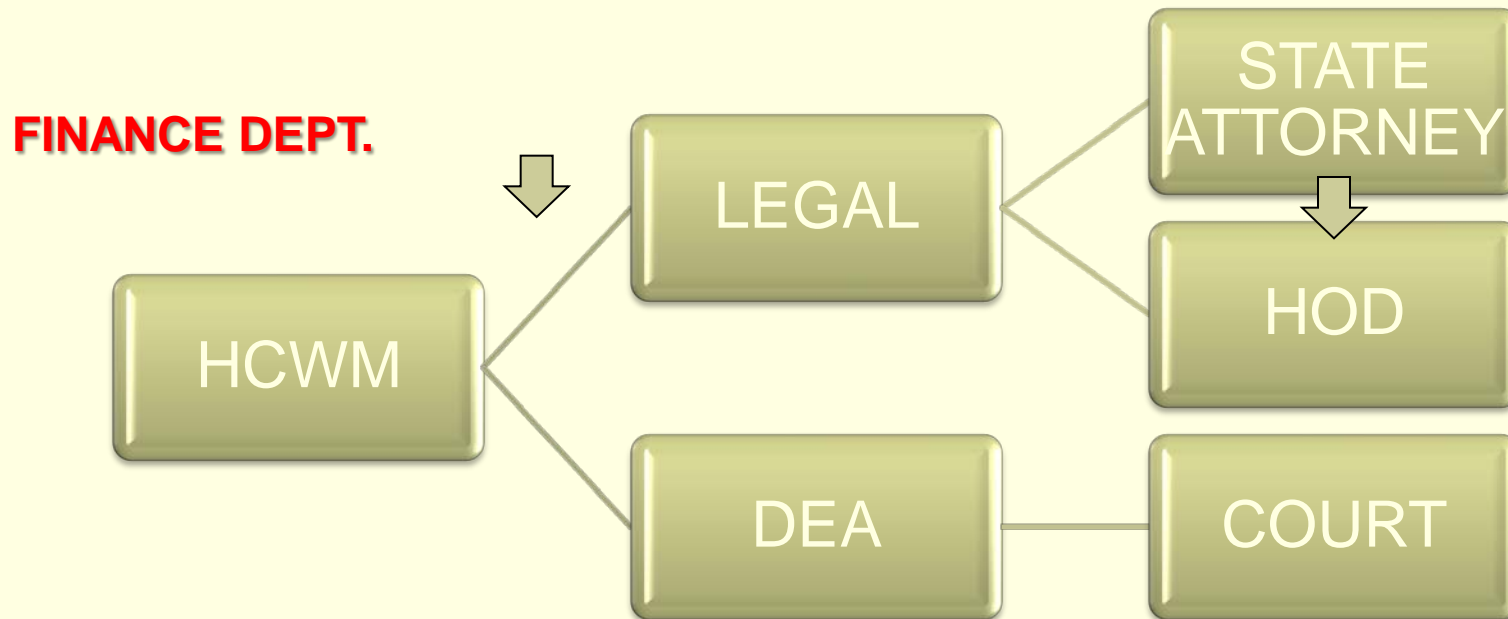 FINANCE DEPT.
HCWM
LEGAL
DEA
STATE
ATTORNEY
HOD
COURT